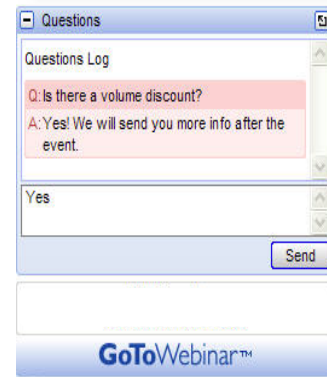 Questions
Questions Log
Q: Is there a volume discount?
A: Yes! We will send you more info after the
event.
Yes
Send
GoToWebinar™